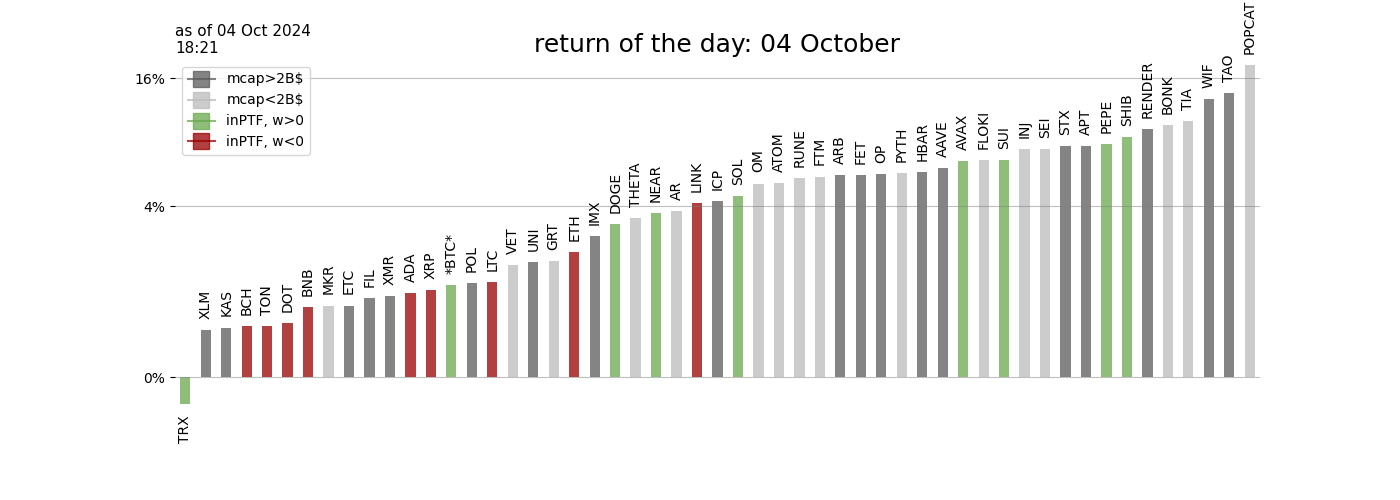 as of 04 Oct 2024
18:21
return of the day: 04 October
mcap>2B$
mcap<2B$
inPTF, w>0
inPTF, w<0
16%
4%
0%
TRX
XLM
KAS
BCH
TON
DOT
BNB
MKR
ETC
FIL
XMR
ADA
XRP
*BTC*
POL
LTC
VET
UNI
GRT
ETH
IMX
DOGE
THETA
NEAR
AR
LINK
ICP
SOL
OM
ATOM
RUNE
FTM
ARB
FET
OP
PYTH
HBAR
AAVE
AVAX
FLOKI
SUI
INJ
SEI
STX
APT
PEPE
SHIB
RENDER
BONK
TIA
WIF
TAO
POPCAT